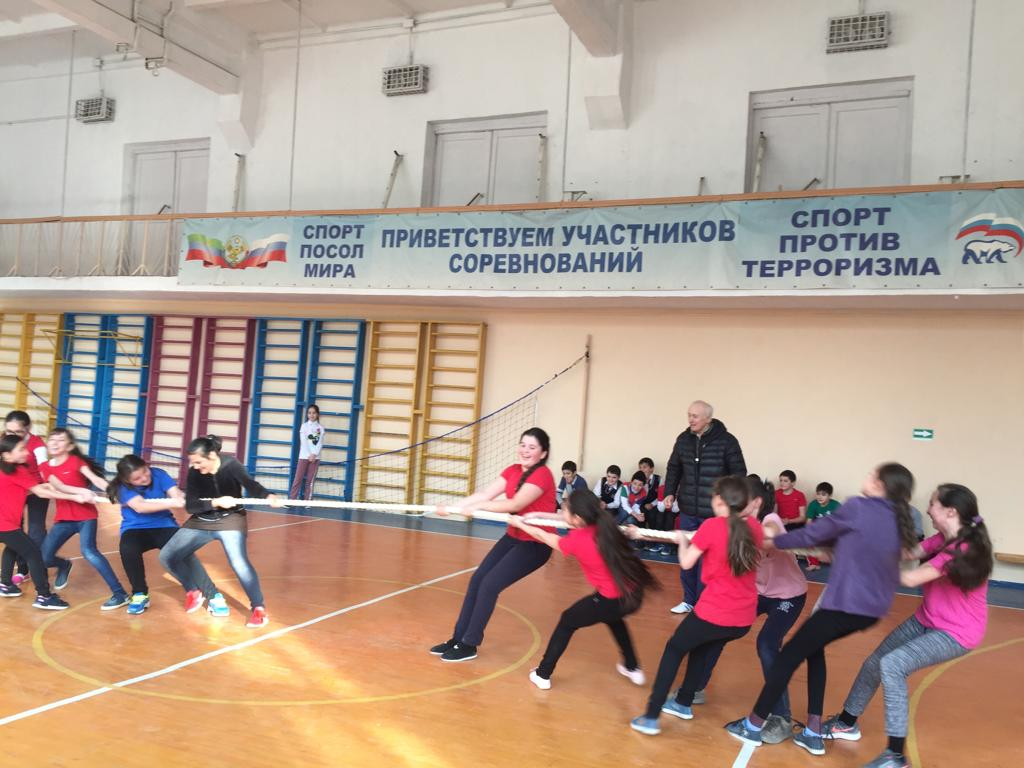 СПОРТ
ПОСОЛ
МИРА
ПРИВЕТСТВУЕМ УЧАСТНИКОВ
СОРЕВНОВАНИЙ
СПОРТ
ПРОТИВ
ТЕРРОРИЗМА